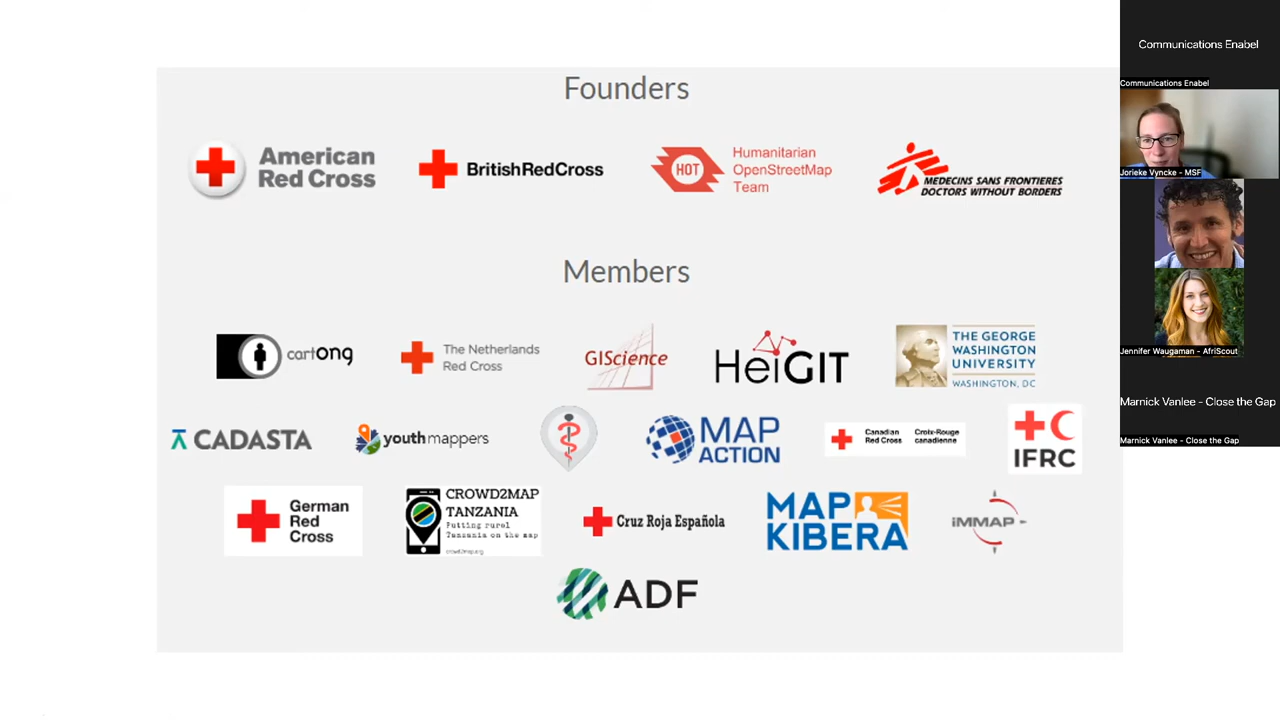 Founders
American
Red Cross
BritishRedCross
HOT
Humanitarian
OpenStreetMap
Team
MEDECINS SANS FRONTIERES
DOCTORS WITHOUT BORDERS
Members
cartONG
The Netherlands
Red Cross
GIScience
HeiGIT
THE GEORGE
WASHINGTON
UNIVERSITY
WASHINGTON, DC
CADASTA
youthmappers
MAP
ACTION
Canadian
Red Cross
Croix-Rouge
canadienne
IFRC
German
Red
Cross
CROWD2MAP
TANZANIA
Putting rural
Tanzania on the map
crowd2map.org
Cruz Roja Española
MAP
KIBERA
iMMAP
ADF
Communications Enabel
Communications Enabel
Jorieke Vyncke - MSF
Jennifer Waugaman - AfriScout
Marnick Vanlee - Close the Gap
Marnick Vanlee - Close the Gap